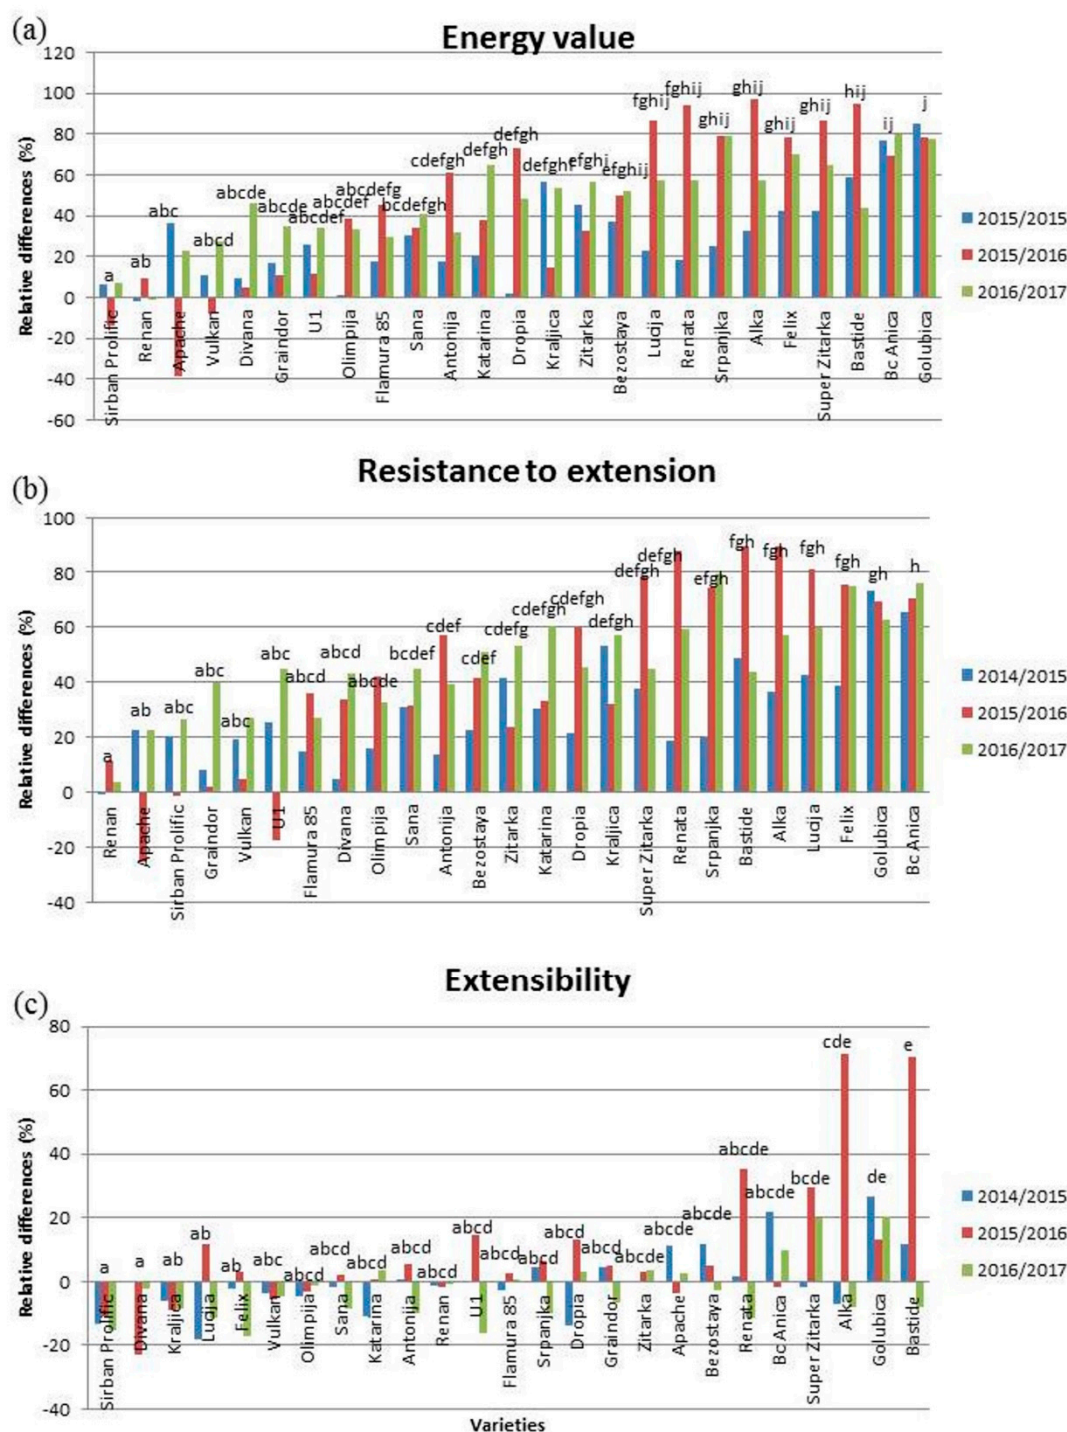 (a)
Energy value
Relative differences (%)
120
100
80
60
40
20
0
-20
-40
-60
a
ab
abc
abcd
abcde
abcde
abcdef
abcdef
abcdefg
bcdefgh
cdefgh
defgh
defgh
efghij
fghij
fghij
ghij
ghij
ghij
ghij
hij
iij
j
Sirban Prolific
Renan
Apache
Vulkan
Divana
Graindor
U1
Olimpija
Flamura 85
Sana
Antonija
Katarina
Dropia
Kraljica
Zitarka
Bezostaya
Lucija
Renata
Srpanjka
Alka
Felix
Super Zitarka
Bastide
Bc Anica
Golubica
2015/2015
2015/2016
2016/2017
(b)
Resistance to extension
Relative differences (%)
100
80
60
40
20
0
-20
-40
a
ab
abc
abc
abc
abc
abcd
abcd
abcde
bcdef
cdef
cdef
cdefg
cdefgh
cdefgh
defgh
defgh
defgh
efgh
fgh
fgh
fgh
fgh
gh
h
Renan
Apache
Sirban Prolific
Graindor
Vulkan
U1
Flamura 85
Divana
Olimpija
Sana
Antonija
Bezostaya
Zitarka
Katarina
Dropia
Kraljica
Super Zitarka
Renata
Srpanjka
Bastide
Alka
Lucija
Felix
Golubica
Bc Anica
2014/2015
2015/2016
2016/2017
(c)
Extensibility
Relative differences (%)
80
60
40
20
0
-20
-40
a
a
ab
ab
ab
abc
abcd
abcd
abcd
abcd
abcd
abcd
abcd
abcd
abcd
abcd
abcde
abcde
abcde
abcde
abcde
bcde
cde
de
e
Sirban Prolific
Divana
Kraljica
Lucija
Felix
Vulkan
Olimpija
Sana
Katarina
Antonija
Renan
U1
Flamura 85
Srpanjka
Dropia
Graindor
Zitarka
Apache
Bezostaya
Renata
Bc Anica
Super Zitarka
Alka
Golubica
Bastide
Varieties
2014/2015
2015/2016
2016/2017